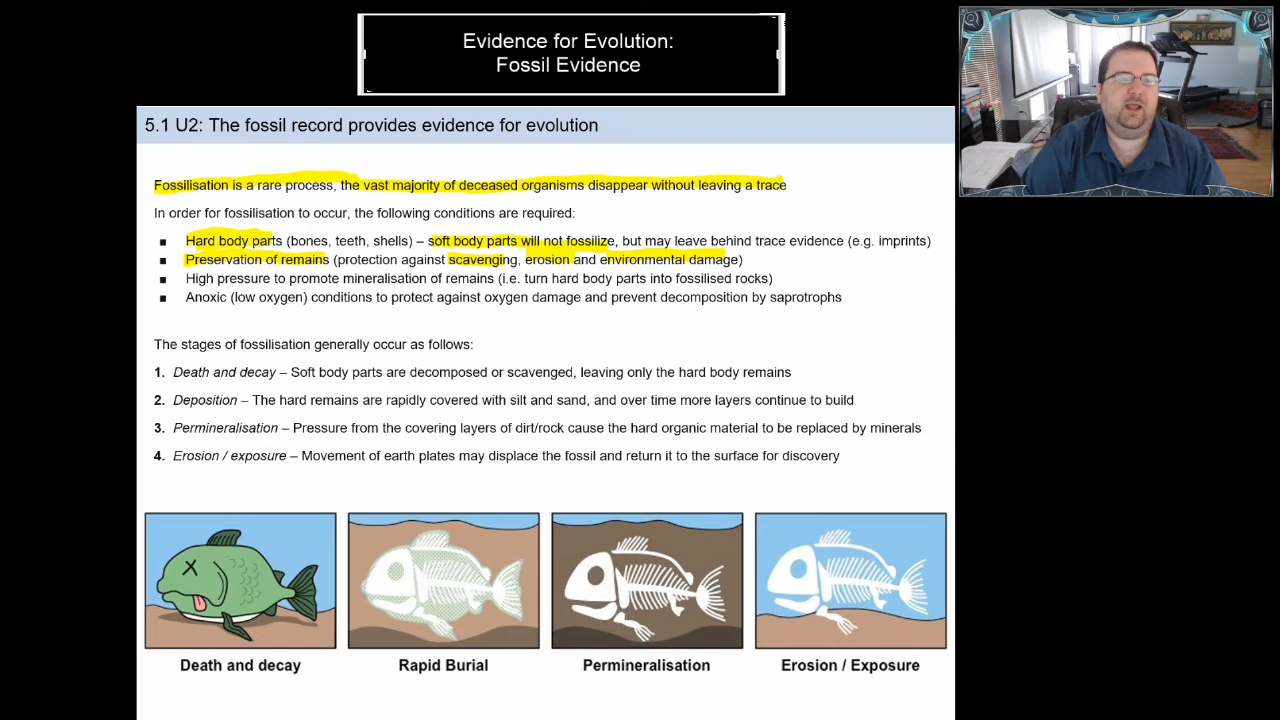 Evidence for Evolution:
Fossil Evidence
5.1 U2: The fossil record provides evidence for evolution
Fossilisation is a rare process, the vast majority of deceased organisms disappear without leaving a trace
In order for fossilisation to occur, the following conditions are required:
■ Hard body parts (bones, teeth, shells) – soft body parts will not fossilize, but may leave behind trace evidence (e.g. imprints)
■ Preservation of remains (protection against scavenging, erosion and environmental damage)
■ High pressure to promote mineralisation of remains (i.e. turn hard body parts into fossilised rocks)
■ Anoxic (low oxygen) conditions to protect against oxygen damage and prevent decomposition by saprotrophs
The stages of fossilisation generally occur as follows:
1. Death and decay – Soft body parts are decomposed or scavenged, leaving only the hard body remains
2. Deposition – The hard remains are rapidly covered with silt and sand, and over time more layers continue to build
3. Permineralisation – Pressure from the covering layers of dirt/rock cause the hard organic material to be replaced by minerals
4. Erosion / exposure – Movement of earth plates may displace the fossil and return it to the surface for discovery
Death and decay
Rapid Burial
Permineralisation
Erosion / Exposure